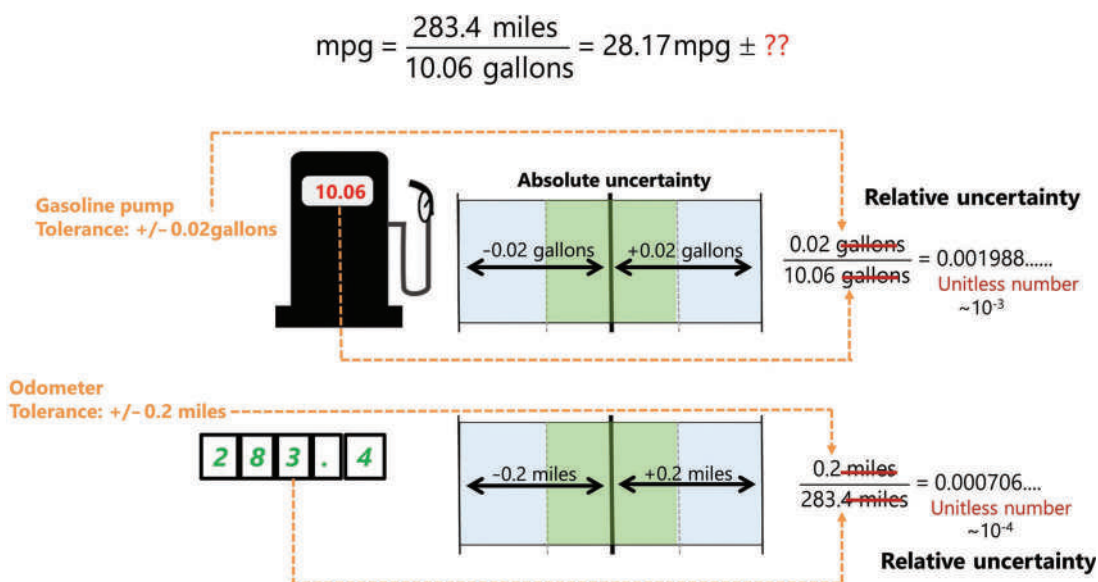 mpg = 283.4 miles / 10.06 gallons = 28.17mpg ± ??
10.06
Gasoline pump
Tolerance: +/− 0.02gallons
Absolute uncertainty
−0.02 gallons
+0.02 gallons
Relative uncertainty
0.02 gallons / 10.06 gallons = 0.001988......
Unitless number
~10⁻³
Odometer
Tolerance: +/− 0.2 miles
283.4
−0.2 miles
+0.2 miles
0.2 miles / 283.4 miles = 0.000706....
Unitless number
~10⁻⁴
Relative uncertainty